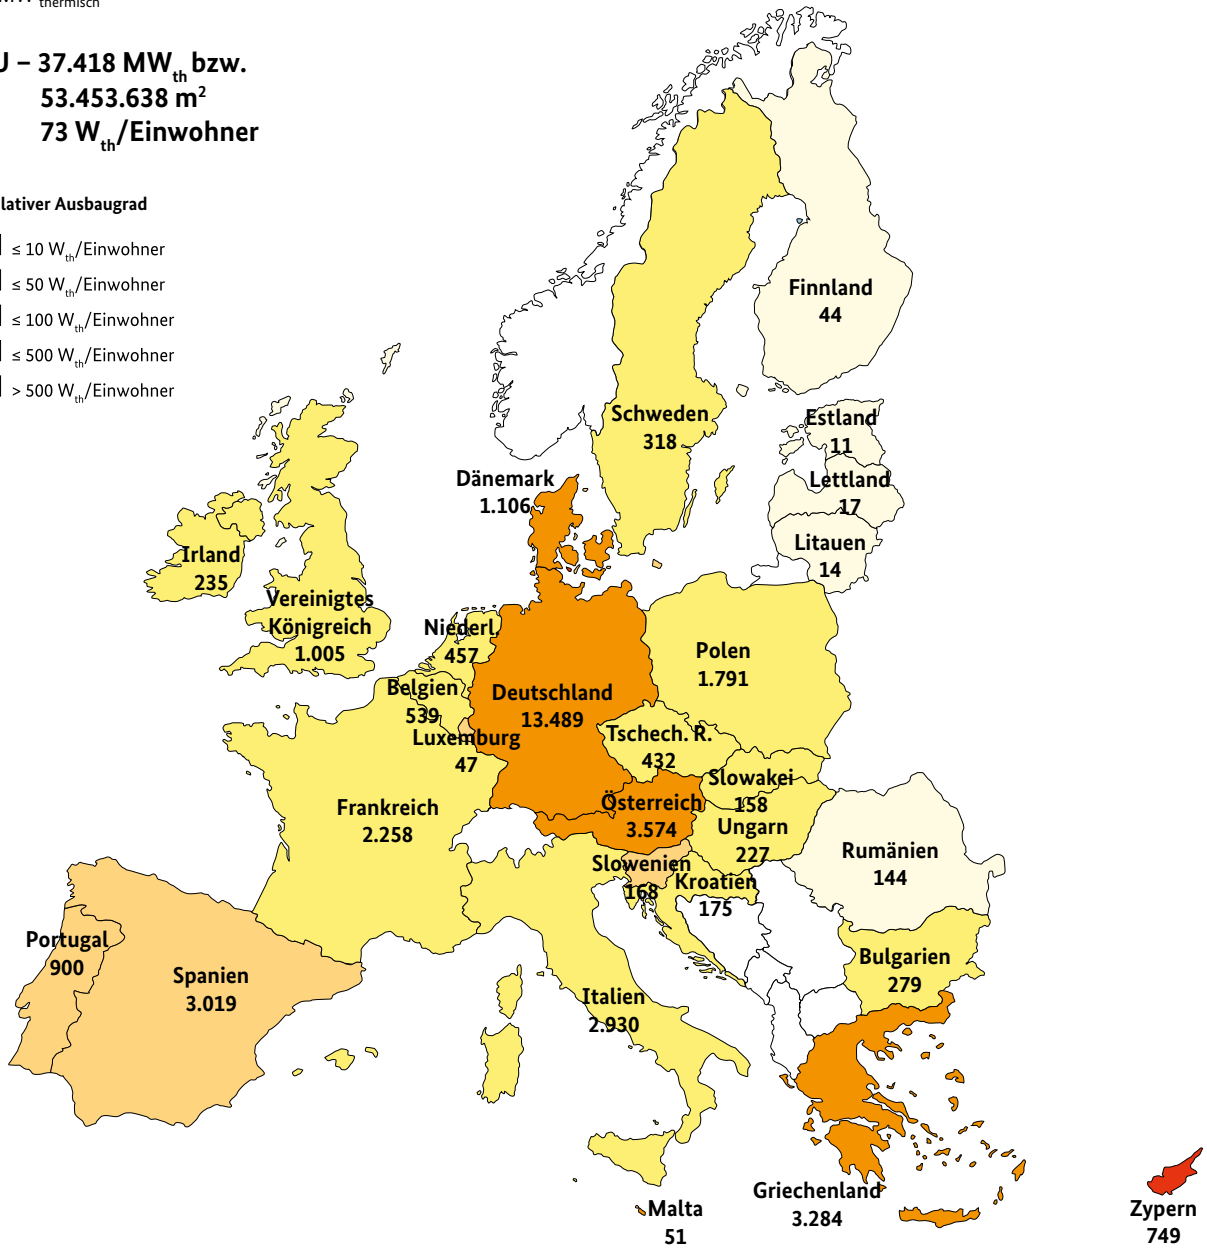 thermisch
– 37.418 MWth bzw.
53.453.638 m²
73 Wth/Einwohner
lativer Ausbaugrad
≤ 10 Wth/Einwohner
≤ 50 Wth/Einwohner
≤ 100 Wth/Einwohner
≤ 500 Wth/Einwohner
> 500 Wth/Einwohner
Finnland
44
Schweden
318
Estland
11
Lettland
17
Litauen
14
Dänemark
1.106
Irland
235
Vereinigtes
Königreich
1.005
Niederl.
457
Belgien
539
Luxemburg
47
Deutschland
13.489
Polen
1.791
Tschech. R.
432
Slowakei
158
Österreich
3.574
Ungarn
227
Frankreich
2.258
Slowenien
168
Kroatien
175
Rumänien
144
Bulgarien
279
Portugal
900
Spanien
3.019
Italien
2.930
Malta
51
Griechenland
3.284
Zypern
749